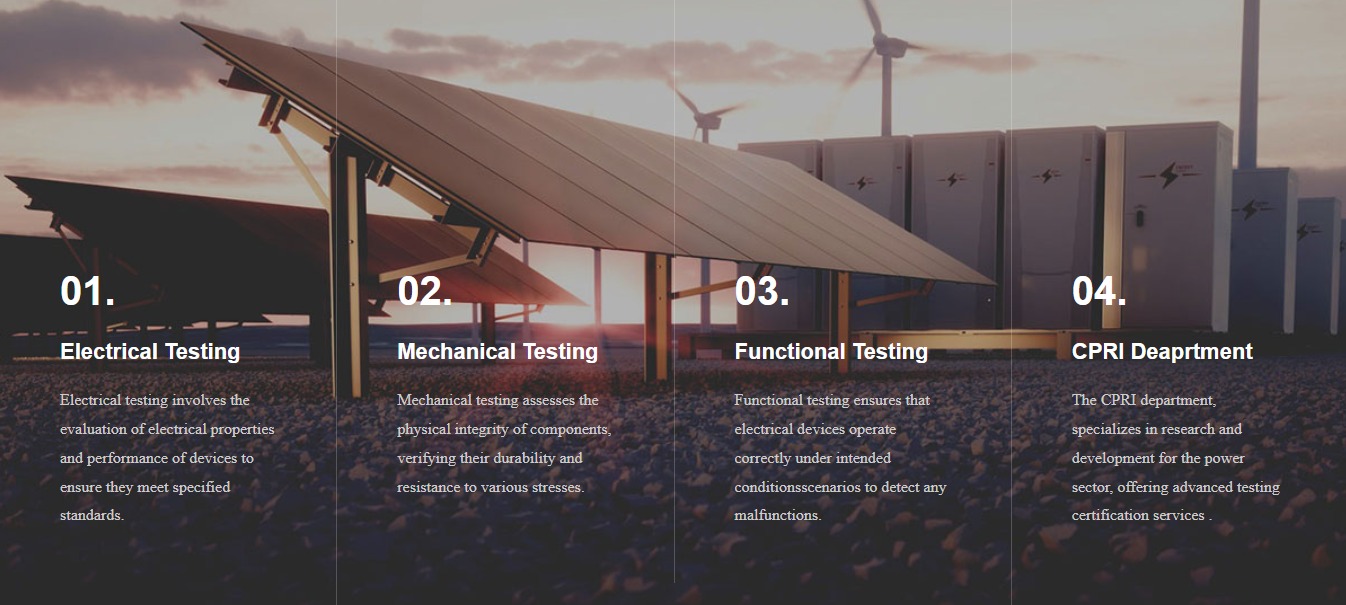 01.
Electrical Testing
Electrical testing involves the
evaluation of electrical properties
and performance of devices to
ensure they meet specified
standards.
02.
Mechanical Testing
Mechanical testing assesses the
physical integrity of components,
verifying their durability and
resistance to various stresses.
03.
Functional Testing
Functional testing ensures that
electrical devices operate
correctly under intended
conditionsscenarios to detect any
malfunctions.
04.
CPRI Deaprtment
The CPRI department,
specializes in research and
development for the power
sector, offering advanced testing
certification services .